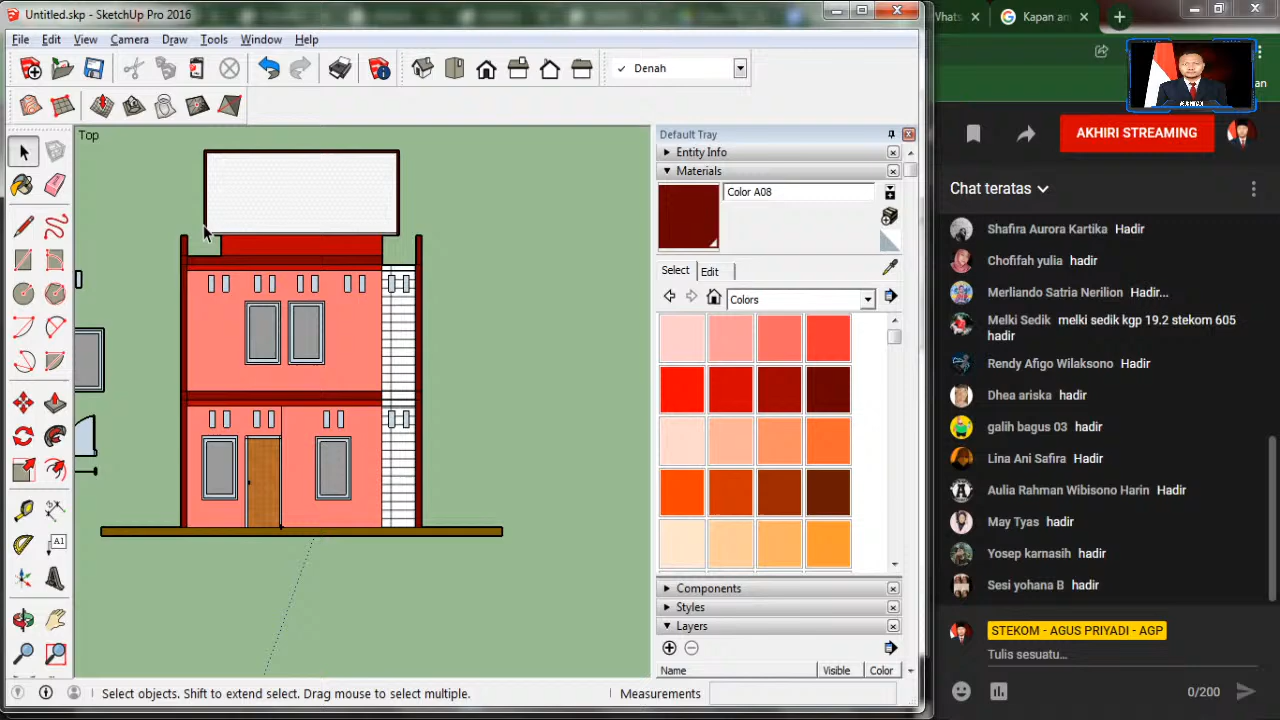 Untitled.skp - SketchUp Pro 2016
Whats
Kapan an
File Edit View Camera Draw Tools Window Help
Denah
an
Top
Default Tray
Entity Info
Materials
Color A08
Select Edit
Colors
Components
Styles
Layers
Name Visible Color
A1
Select objects. Shift to extend select. Drag mouse to select multiple.
Measurements
AKHIRI STREAMING
Chat teratas
Shafira Aurora Kartika Hadir
Chofifah yulia hadir
Merliando Satria Nerilion Hadir...
Melki Sedik melki sedik kgp 19.2 stekom 605
hadir
Rendy Afigo Wilaksono Hadir
Dhea ariska hadir
galih bagus 03 hadir
Lina Ani Safira Hadir
Aulia Rahman Wibisono Harin Hadir
May Tyas hadir
Yosep karnasih hadir
Sesi yohana B hadir
STEKOM - AGUS PRIYADI - AGP
Tulis sesuatu...
0/200